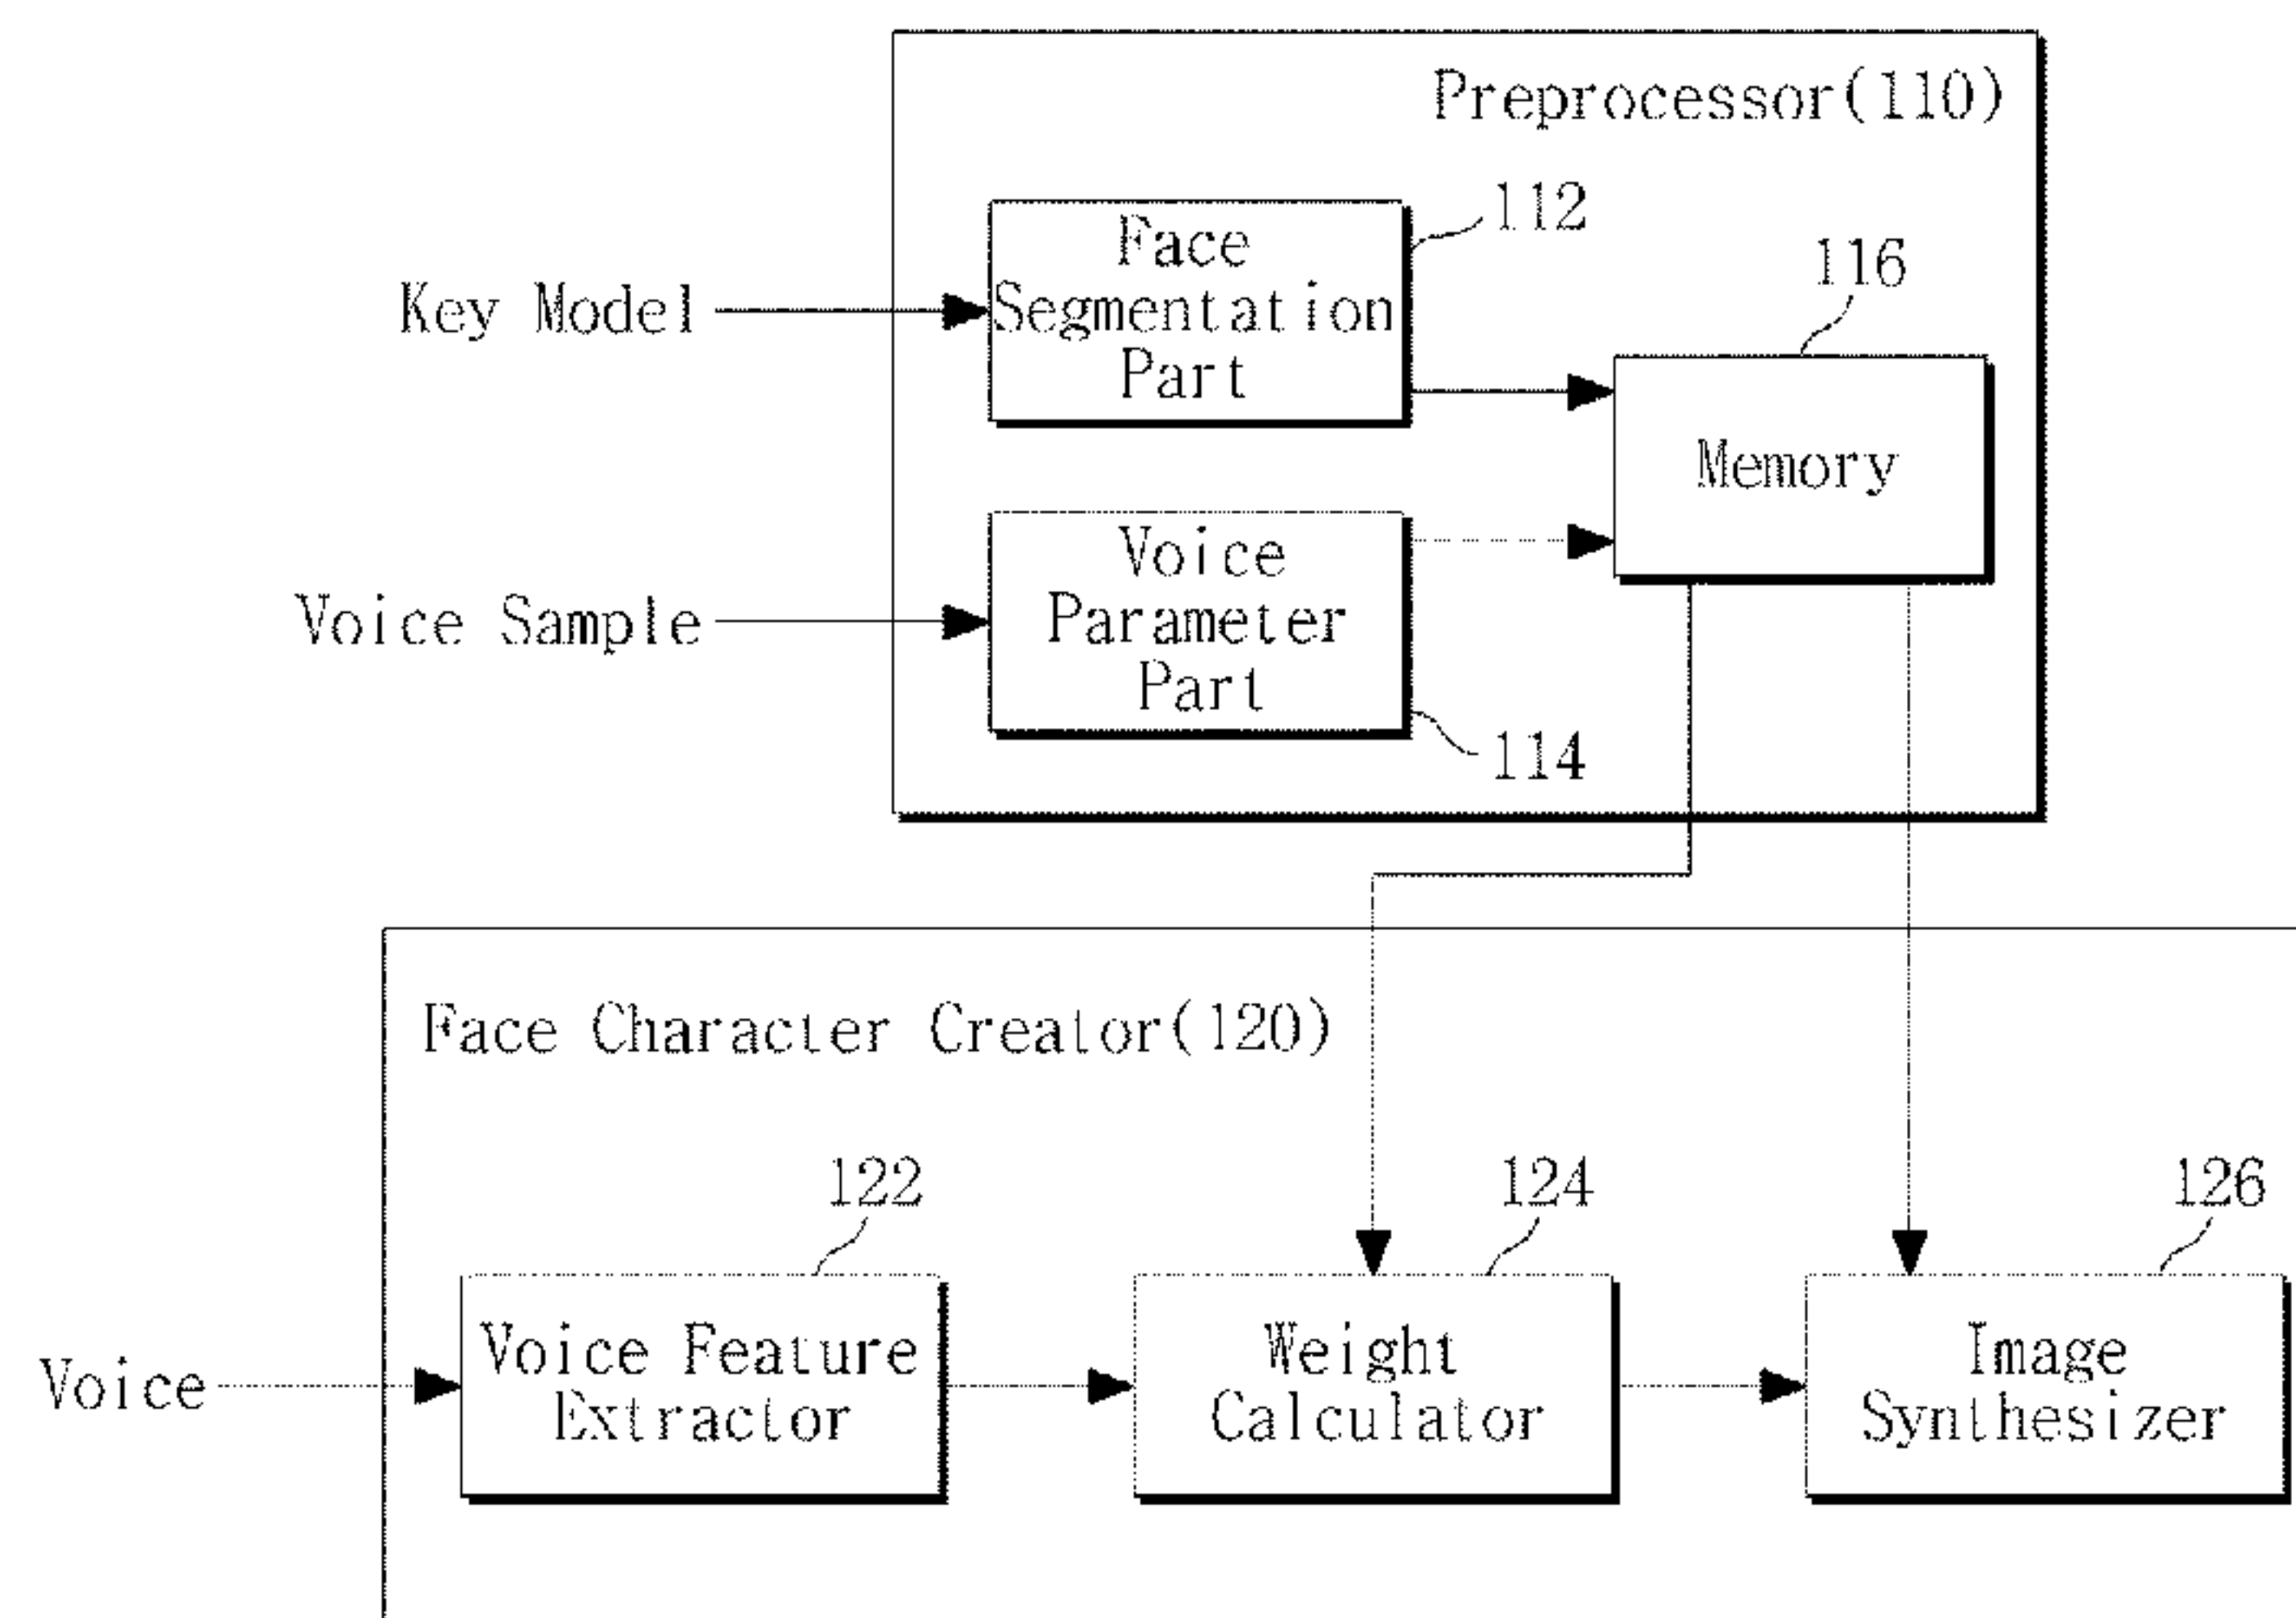 Preprocessor(110)
112
Face
Segmentation
Part
116
Key Model
Memory
Voice
Parameter
Part
Voice Sample
114
Face Character Creator(120)
122
124
126
Voice
Voice Feature
Extractor
Weight
Calculator
Image
Synthesizer